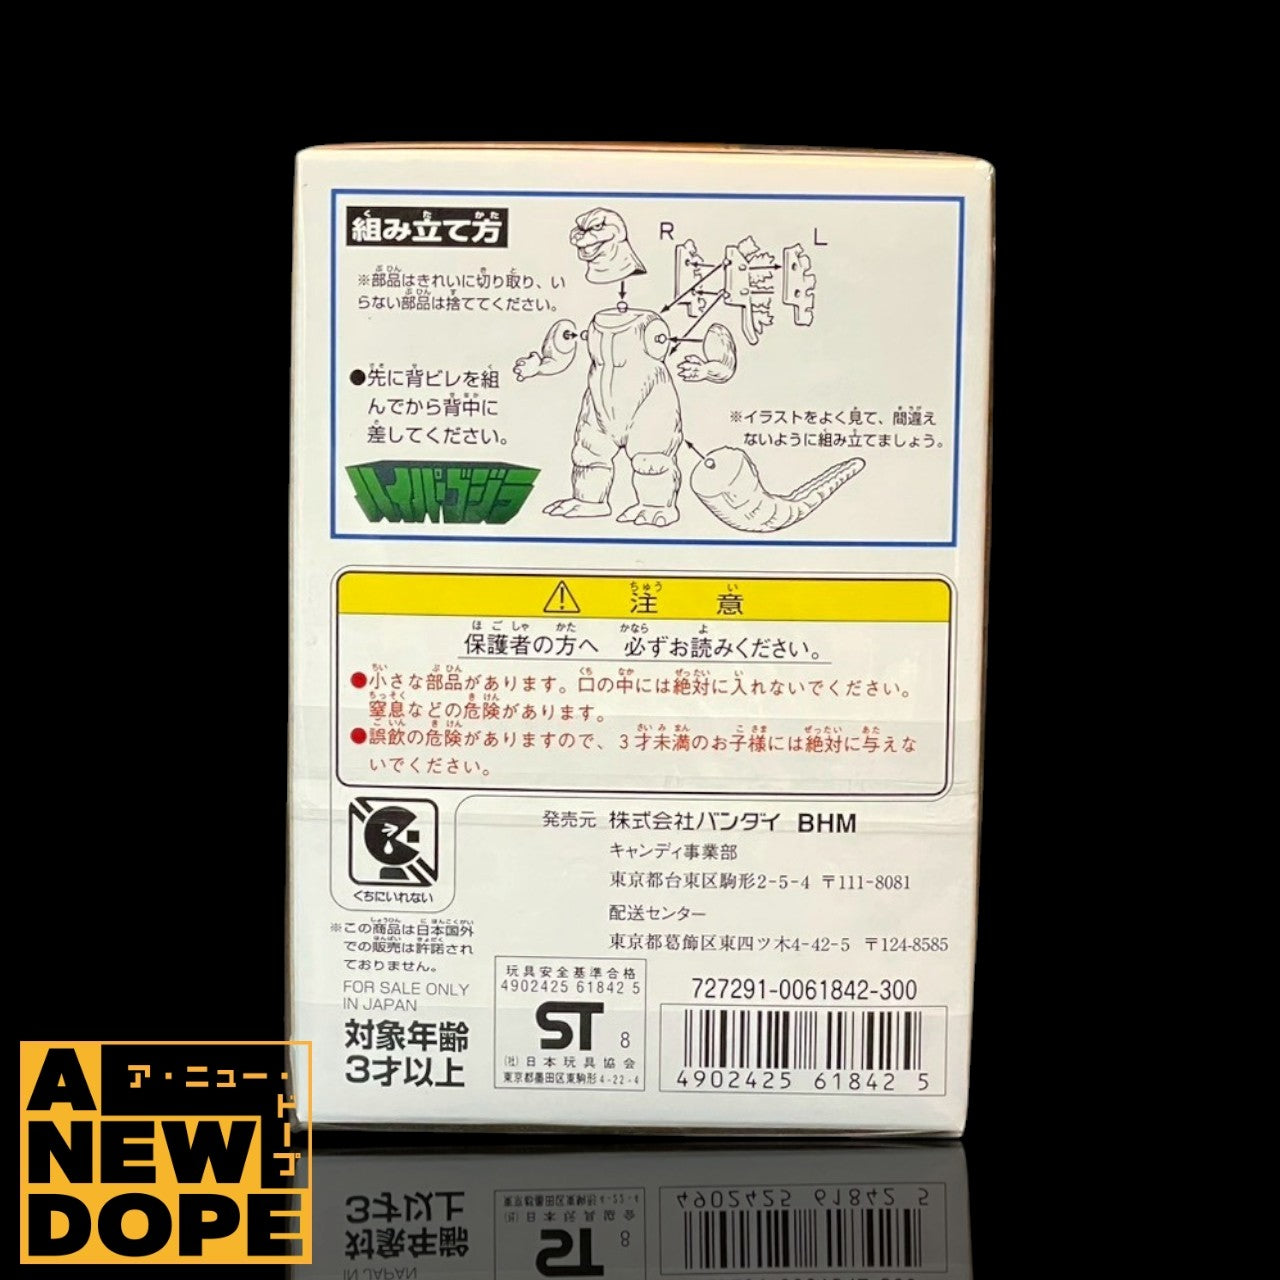 組み立て方
※部品はきれいに切り取り、い
らない部品は捨ててください。
●先に背ビレを組
んでから背中に
差してください。
ハイパーゴジラ
R
L
※イラストをよく見て、間違え
ないように組み立てましょう。
⚠ 注意
保護者の方へ 必ずお読みください。
●小さな部品があります。口の中には絶対に入れないでください。
窒息などの危険があります。
●誤飲の危険がありますので、3才未満のお子様には絶対に与えな
いでください。
くちにいれない
発売元 株式会社バンダイ BHM
キャンディ事業部
東京都台東区駒形2-5-4 〒111-8081
配送センター
東京都葛飾区東四ツ木4-42-5 〒124-8585
※この商品は日本国外
での販売は許諾され
ておりません。
FOR SALE ONLY
IN JAPAN
対象年齢
3才以上
玩具安全基準合格
4902425 61842 5
ST 8
(社)日本玩具協会
東京都墨田区東駒形4-22-4
727291-0061842-300
4902425 61842 5
A
ア・ニュー・ドープ
NEW
DOPE